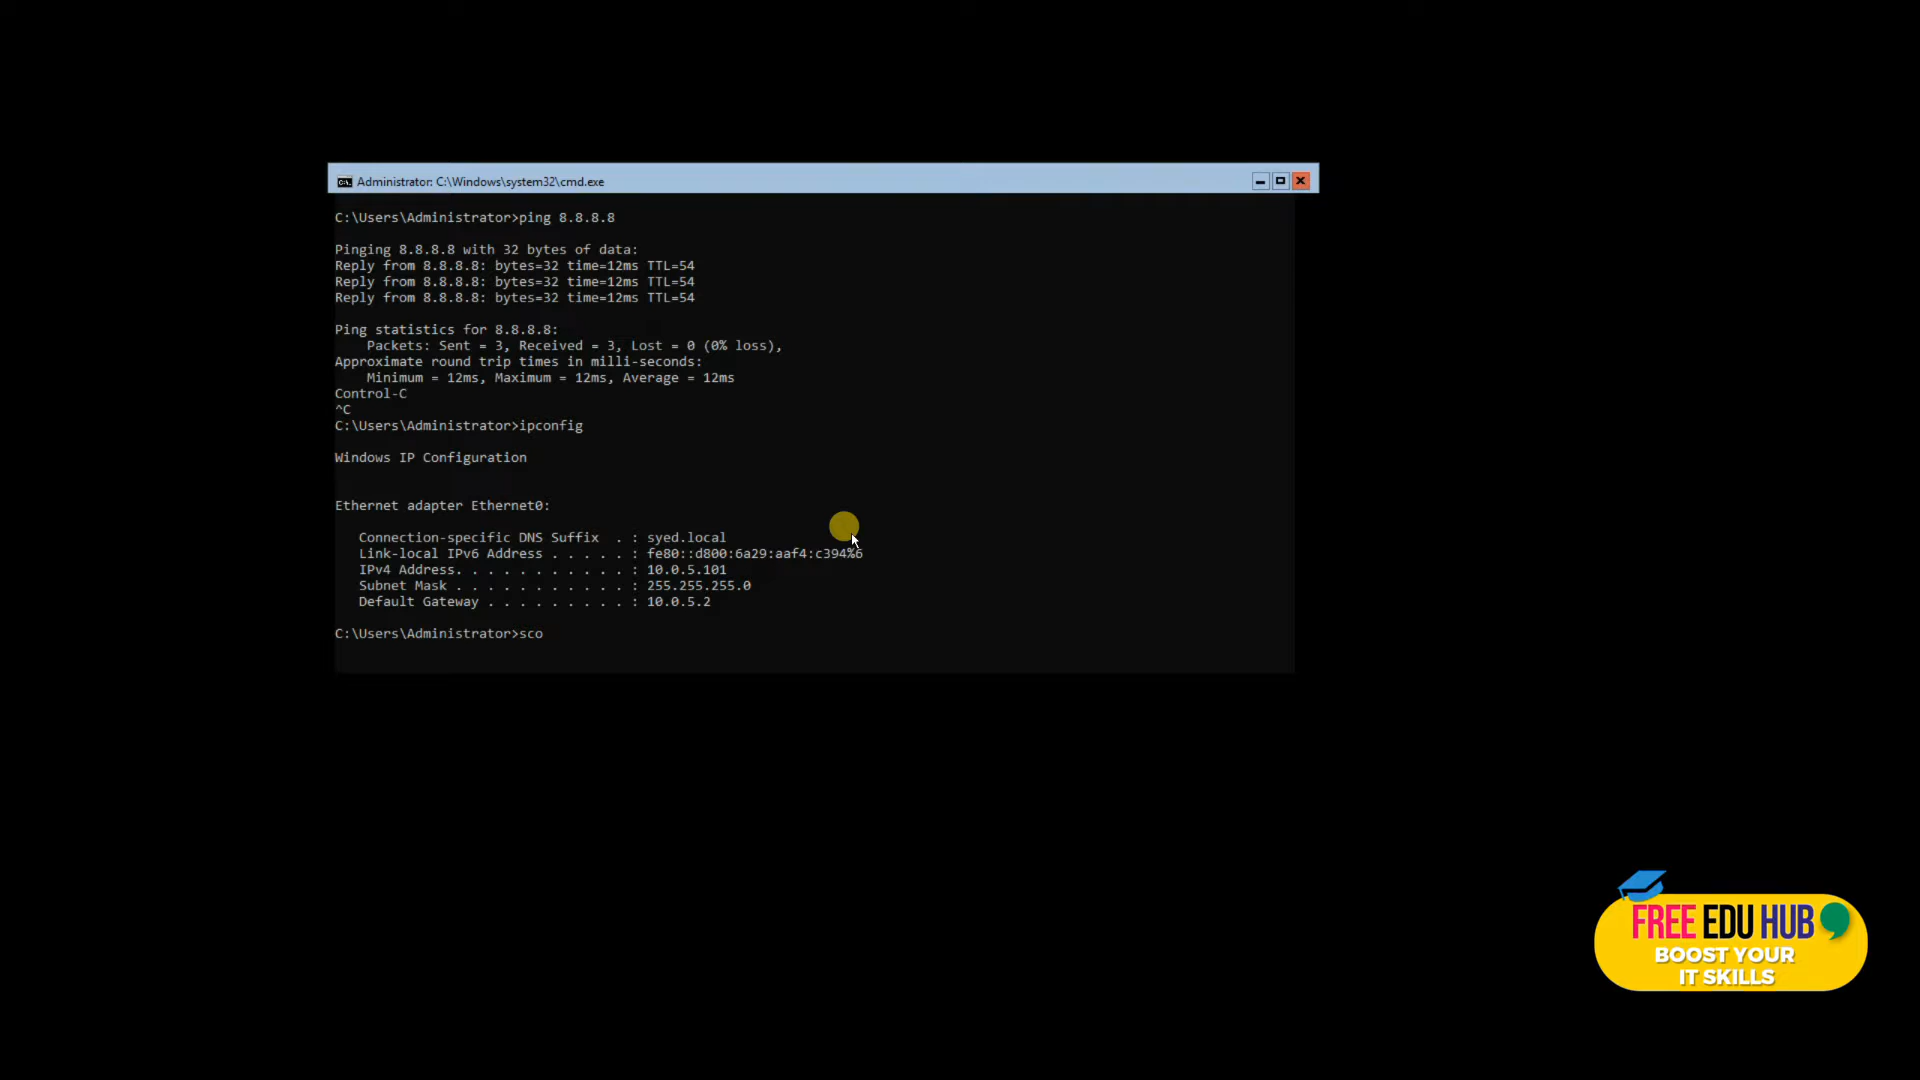 Administrator: C:\Windows\system32\cmd.exe
C:\Users\Administrator>ping 8.8.8.8
Pinging 8.8.8.8 with 32 bytes of data:
Reply from 8.8.8.8: bytes=32 time=12ms TTL=54
Reply from 8.8.8.8: bytes=32 time=12ms TTL=54
Reply from 8.8.8.8: bytes=32 time=12ms TTL=54
Ping statistics for 8.8.8.8:
    Packets: Sent = 3, Received = 3, Lost = 0 (0% loss),
Approximate round trip times in milli-seconds:
    Minimum = 12ms, Maximum = 12ms, Average = 12ms
Control-C
^C
C:\Users\Administrator>ipconfig
Windows IP Configuration
Ethernet adapter Ethernet0:
   Connection-specific DNS Suffix  . : syed.local
   Link-local IPv6 Address . . . . . : fe80::d800:6a29:aaf4:c394%6
   IPv4 Address. . . . . . . . . . . : 10.0.5.101
   Subnet Mask . . . . . . . . . . . : 255.255.255.0
   Default Gateway . . . . . . . . . : 10.0.5.2
C:\Users\Administrator>sco
FREE EDU HUB
BOOST YOUR
IT SKILLS